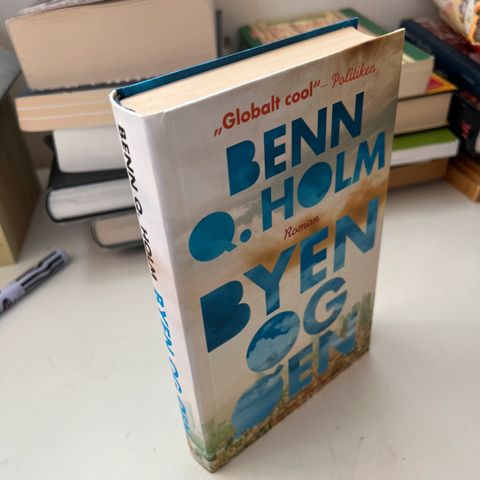 „Globalt cool“ – Politiken
BENN
Q. HOLM
Roman
BYEN
OG
ØEN
BENN Q. HOLM BYEN OG ØEN